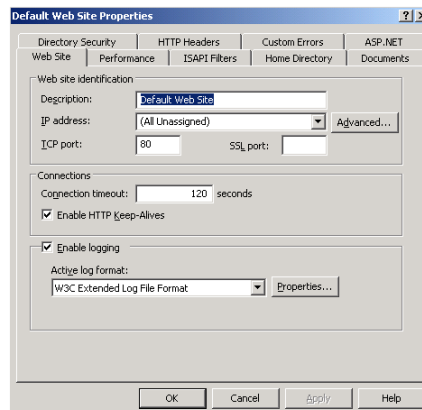 Default Web Site Properties ? x
Directory Security HTTP Headers Custom Errors ASP.NET
Web Site Performance ISAPI Filters Home Directory Documents
Web site identification
Description: Default Web Site
IP address: (All Unassigned) Advanced...
TCP port: 80 SSL port:
Connections
Connection timeout: 120 seconds
Enable HTTP Keep-Alives
Enable logging
Active log format:
W3C Extended Log File Format Properties...
OK Cancel Apply Help